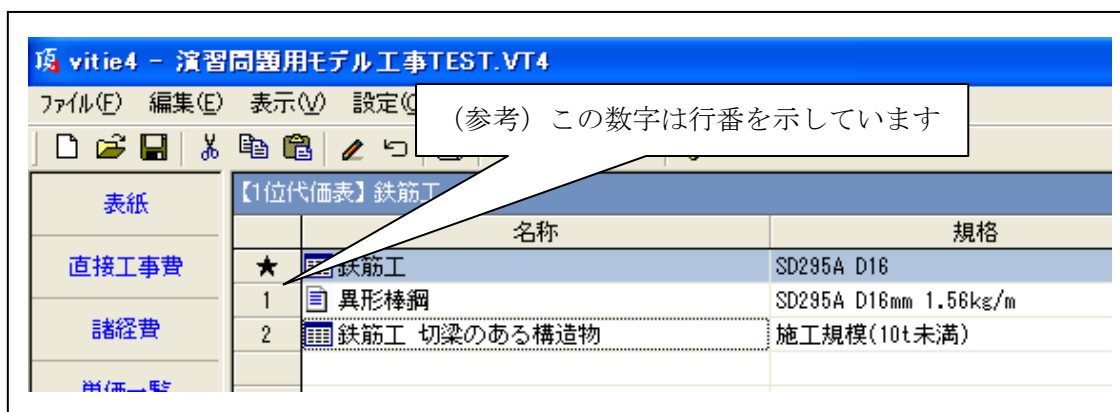 頂 vitie4 - 演習問題用モデル工事TEST.VT4
ファイル(F) 編集(E) 表示(V) 設定(
（参考）この数字は行番を示しています
表紙
直接工事費
諸経費
単価一覧
【1位代価表】鉄筋工
名称 規格
★ 鉄筋工 SD295A D16
1 異形棒鋼 SD295A D16mm 1.56kg/m
2 鉄筋工 切梁のある構造物 施工規模(10t未満)